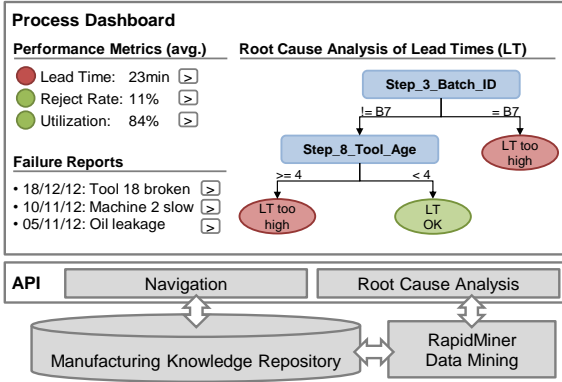 Process Dashboard
Performance Metrics (avg.)
Lead Time: 23min >
Reject Rate: 11% >
Utilization: 84% >
Failure Reports
• 18/12/12: Tool 18 broken >
• 10/11/12: Machine 2 slow >
• 05/11/12: Oil leakage >
Root Cause Analysis of Lead Times (LT)
Step_3_Batch_ID
!= B7
= B7
Step_8_Tool_Age
LT too
high
>= 4
< 4
LT too
high
LT
OK
API
Navigation
Root Cause Analysis
Manufacturing Knowledge Repository
RapidMiner
Data Mining